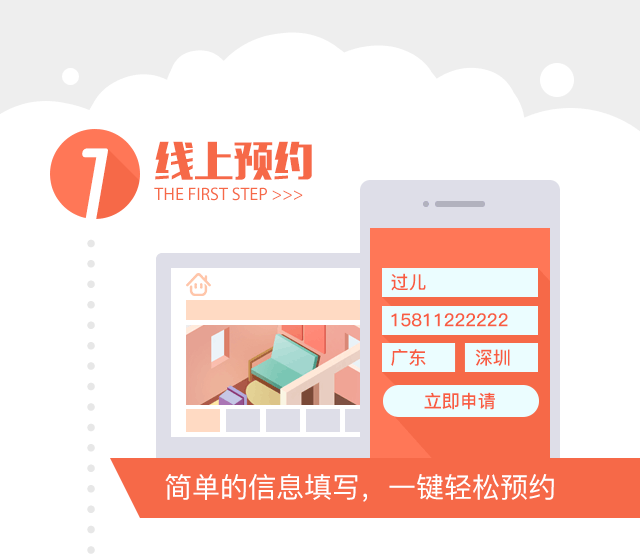 1
线上预约
THE FIRST STEP >>>
过儿
15811222222
广东 深圳
立即申请
简单的信息填写，一键轻松预约